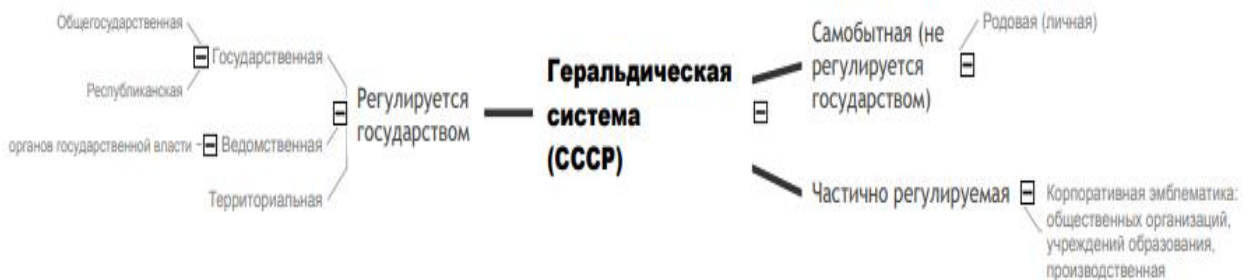 Общегосударственная
Государственная
Республиканская
органов государственной власти
Ведомственная
Территориальная
Регулируется
государством
Геральдическая
система
(СССР)
Самобытная (не
регулируется
государством)
Родовая (личная)
Частично регулируемая
Корпоративная эмблематика:
общественных организаций,
учреждений образования,
производственная